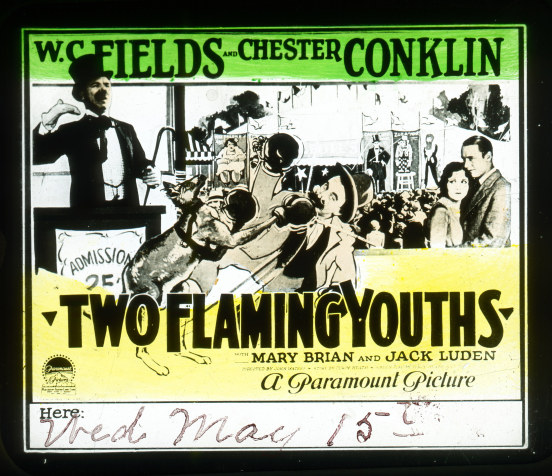 W.C. FIELDS AND CHESTER CONKLIN
ADMISSION
25¢
TWO FLAMING YOUTHS
WITH MARY BRIAN AND JACK LUDEN
A Paramount Picture
Here:
Wed May 15th